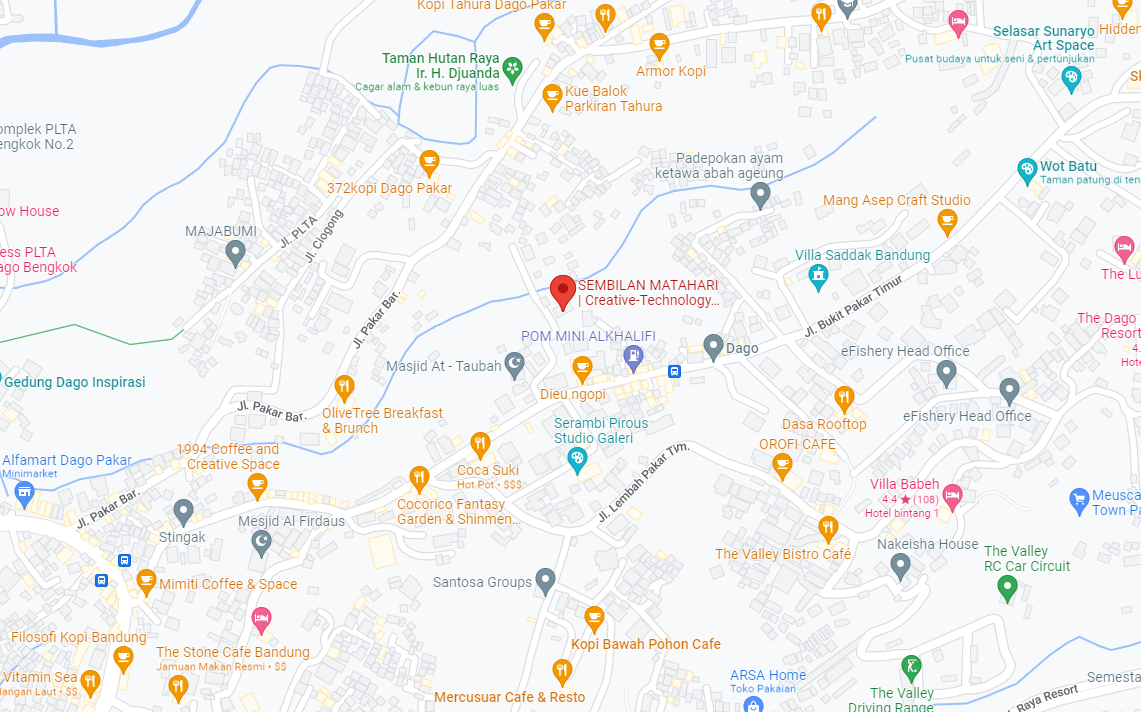 Kopi Tahura Dago Pakar
Hidden
Selasar Sunaryo
Art Space
Pusat budaya untuk seni & pertunjukan
Taman Hutan Raya
Ir. H. Djuanda
Cagar alam & kebun raya luas
Armor Kopi
Kue Balok
Parkiran Tahura
omplek PLTA
engkok No.2
Padepokan ayam
ketawa abah ageung
Wot Batu
Taman patung di ten
372kopi Dago Pakar
Mang Asep Craft Studio
ow House
MAJABUMI
Jl. PLTA
Jl. Ciogong
ess PLTA
ago Bengkok
Villa Saddak Bandung
The Lu
SEMBILAN MATAHARI
| Creative-Technology...
Jl. Pakar Bar.
Jl. Bukit Pakar Timur
The Dago
Resort
4.
Hote
POM MINI ALKHALIFI
Dago
eFishery Head Office
Masjid At - Taubah
Gedung Dago Inspirasi
Dieu ngopi
Jl. Pakar Bar.
OliveTree Breakfast
& Brunch
Serambi Pirous
Studio Galeri
Dasa Rooftop
eFishery Head Office
OROFI CAFE
1994 Coffee and
Creative Space
Alfamart Dago Pakar
Minimarket
Coca Suki
Hot Pot • $$$
Jl. Lembah Pakar Tim.
Villa Babeh
4.4 ★ (108)
Hotel bintang 1
Meusca
Town Pa
Jl. Pakar Bar.
Cocorico Fantasy
Garden & Shinmen...
Stingak
Mesjid Al Firdaus
The Valley Bistro Café
Nakeisha House
The Valley
RC Car Circuit
Mimiti Coffee & Space
Santosa Groups
Filosofi Kopi Bandung
The Stone Cafe Bandung
Jamuan Makan Resmi • $$
Kopi Bawah Pohon Cafe
Vitamin Sea
dangan Laut • $$
Mercusuar Cafe & Resto
ARSA Home
Toko Pakaian
The Valley
Driving Range
Semesta
Raya Resort